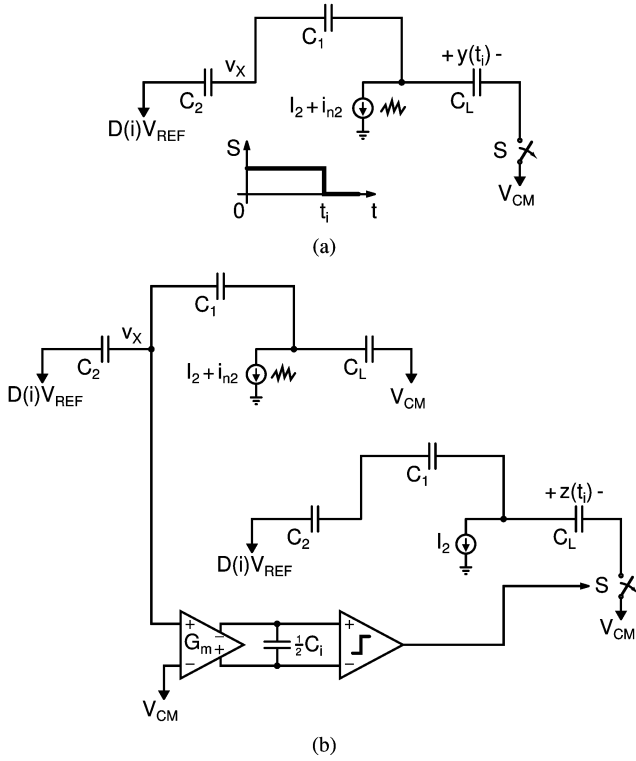 C1
+ y(ti) -
vX
C2
I2 + in2
CL
D(i)VREF
S
S
VCM
0
ti
t
(a)
C1
vX
C2
I2 + in2
CL
D(i)VREF
VCM
C1
+ z(ti) -
C2
I2
CL
D(i)VREF
S
VCM
+
-
Gm
+
-
½Ci
+
-
VCM
(b)